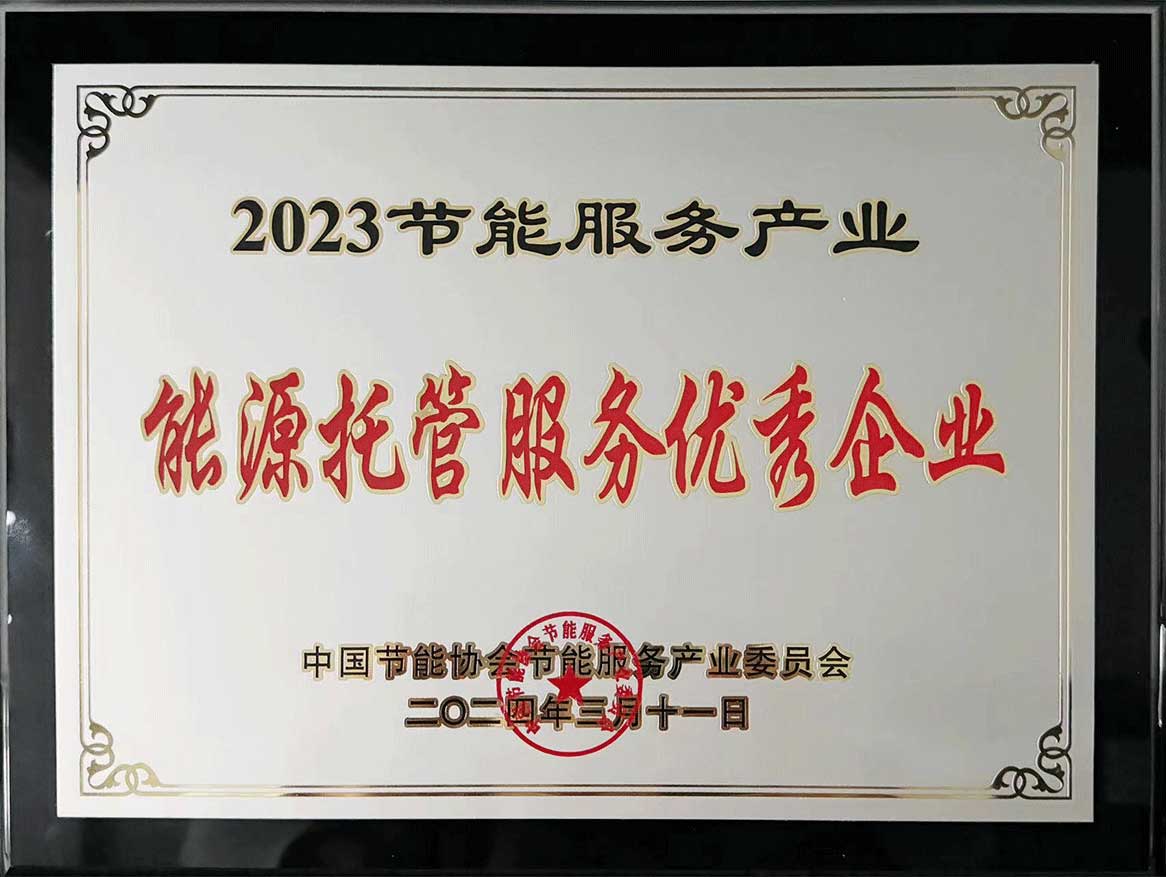 2023节能服务产业
能源托管服务优秀企业
中国节能协会节能服务产业委员会
二〇二四年三月十一日